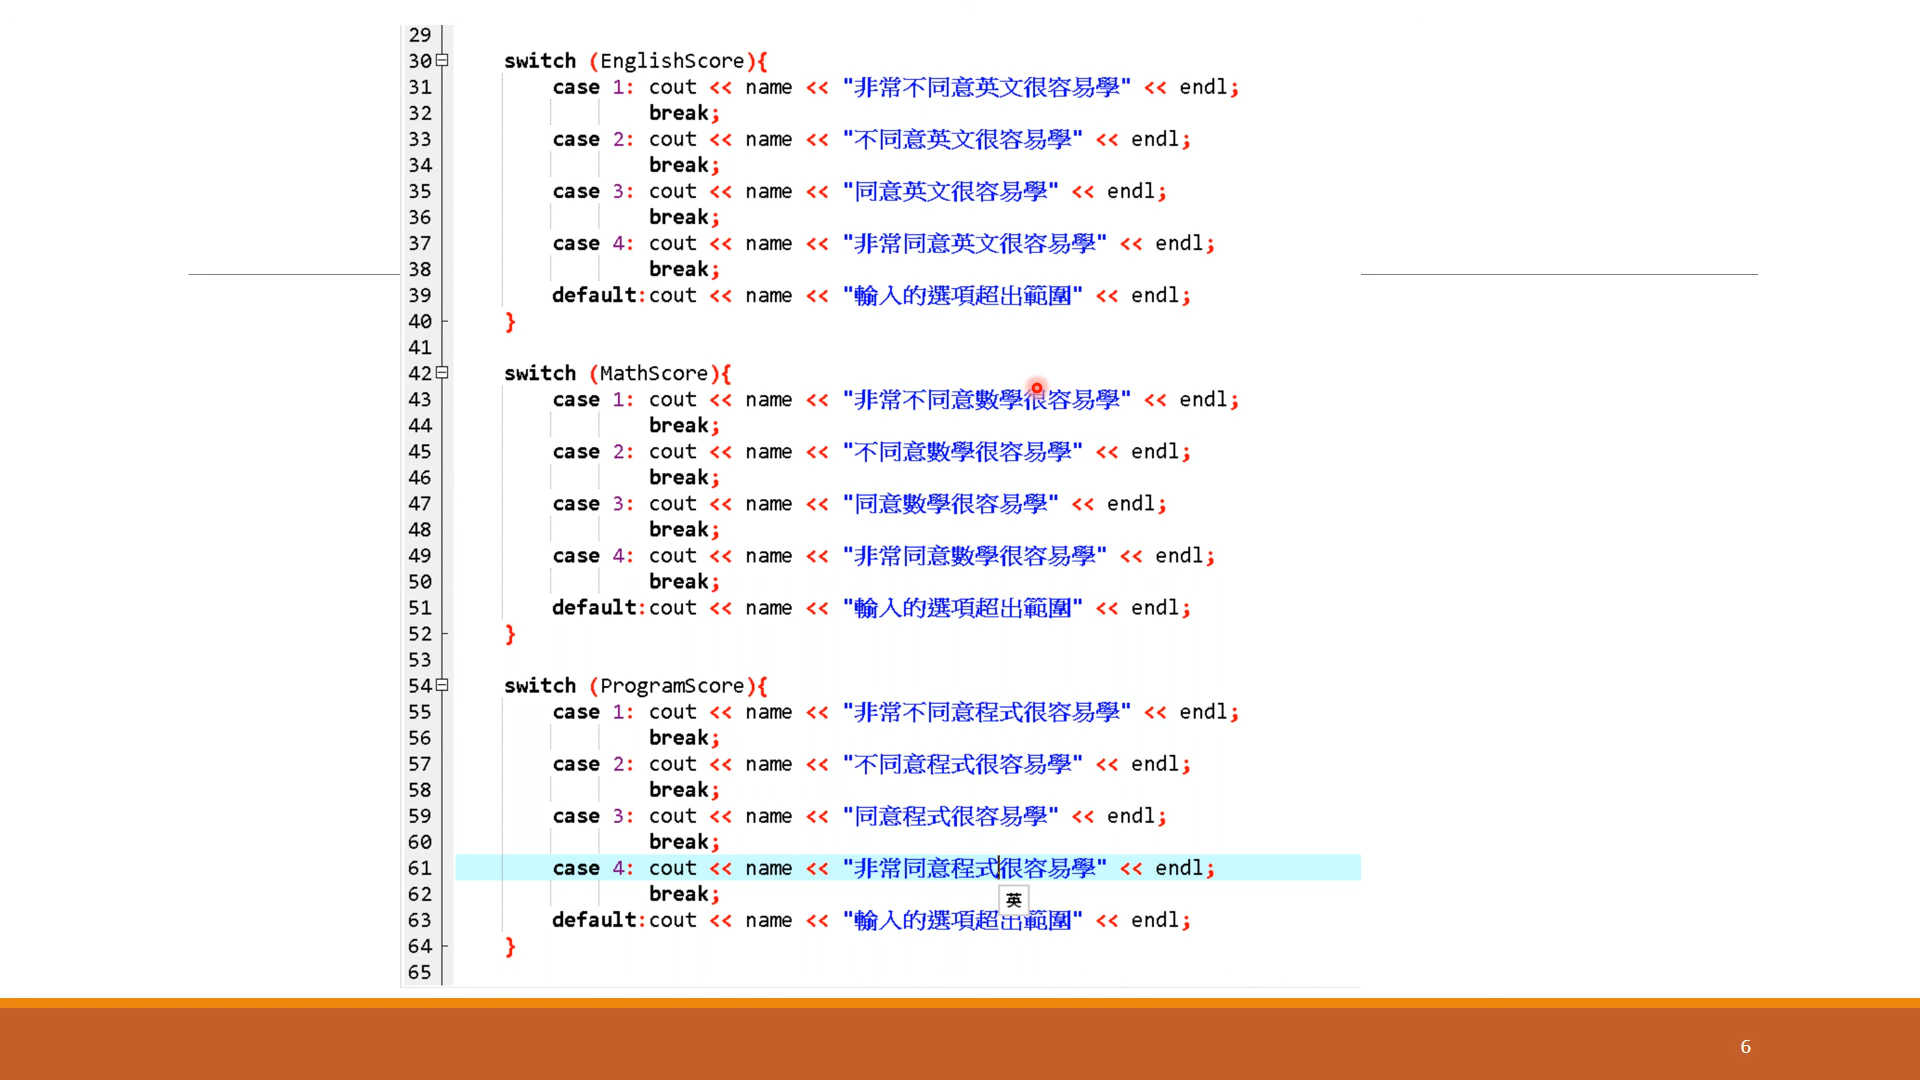 29
30 switch (EnglishScore){
31 case 1: cout << name << "非常不同意英文很容易學" << endl;
32 break;
33 case 2: cout << name << "不同意英文很容易學" << endl;
34 break;
35 case 3: cout << name << "同意英文很容易學" << endl;
36 break;
37 case 4: cout << name << "非常同意英文很容易學" << endl;
38 break;
39 default:cout << name << "輸入的選項超出範圍" << endl;
40 }
41
42 switch (MathScore){
43 case 1: cout << name << "非常不同意數學很容易學" << endl;
44 break;
45 case 2: cout << name << "不同意數學很容易學" << endl;
46 break;
47 case 3: cout << name << "同意數學很容易學" << endl;
48 break;
49 case 4: cout << name << "非常同意數學很容易學" << endl;
50 break;
51 default:cout << name << "輸入的選項超出範圍" << endl;
52 }
53
54 switch (ProgramScore){
55 case 1: cout << name << "非常不同意程式很容易學" << endl;
56 break;
57 case 2: cout << name << "不同意程式很容易學" << endl;
58 break;
59 case 3: cout << name << "同意程式很容易學" << endl;
60 break;
61 case 4: cout << name << "非常同意程式很容易學" << endl;
62 break;
英
63 default:cout << name << "輸入的選項超出範圍" << endl;
64 }
65
6